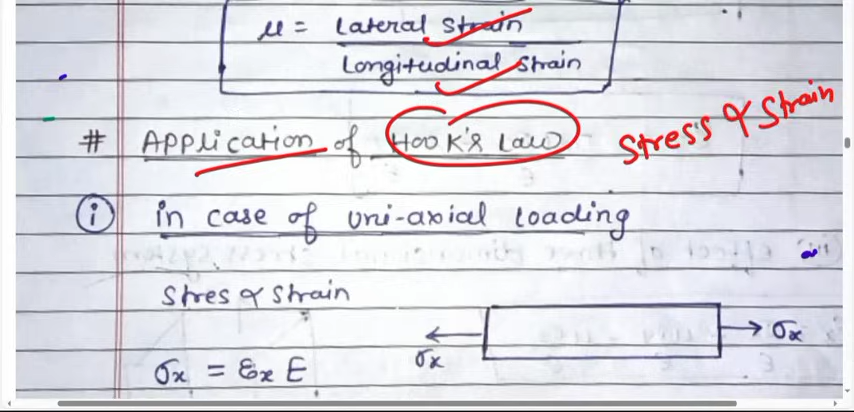 μ = Lateral Strain
Longitudinal Strain
# Application of Hook's Law Stress ∝ Strain
(i) in case of uni-axial loading
Stres ∝ Strain
σx σx
σx = Ɛx E